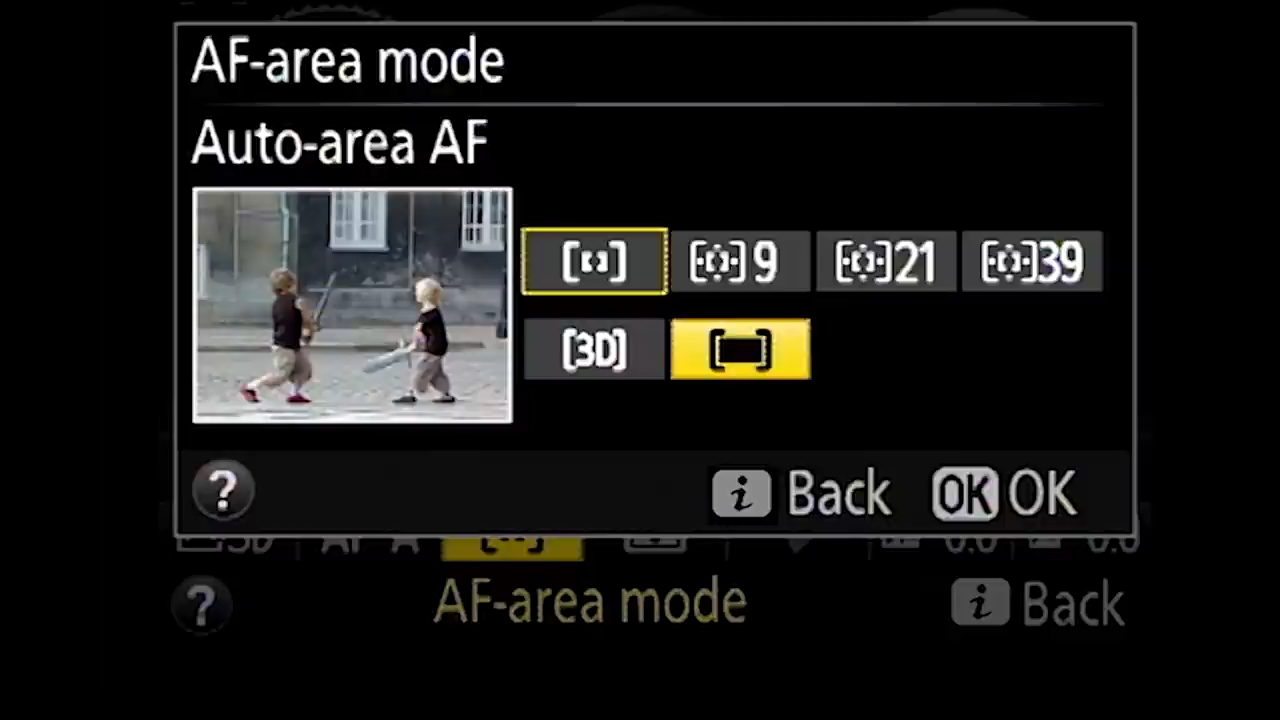 AF-area mode
Auto-area AF
[ ] 9 21 39
[3D]
? i Back OK OK
AF-area mode
? i Back